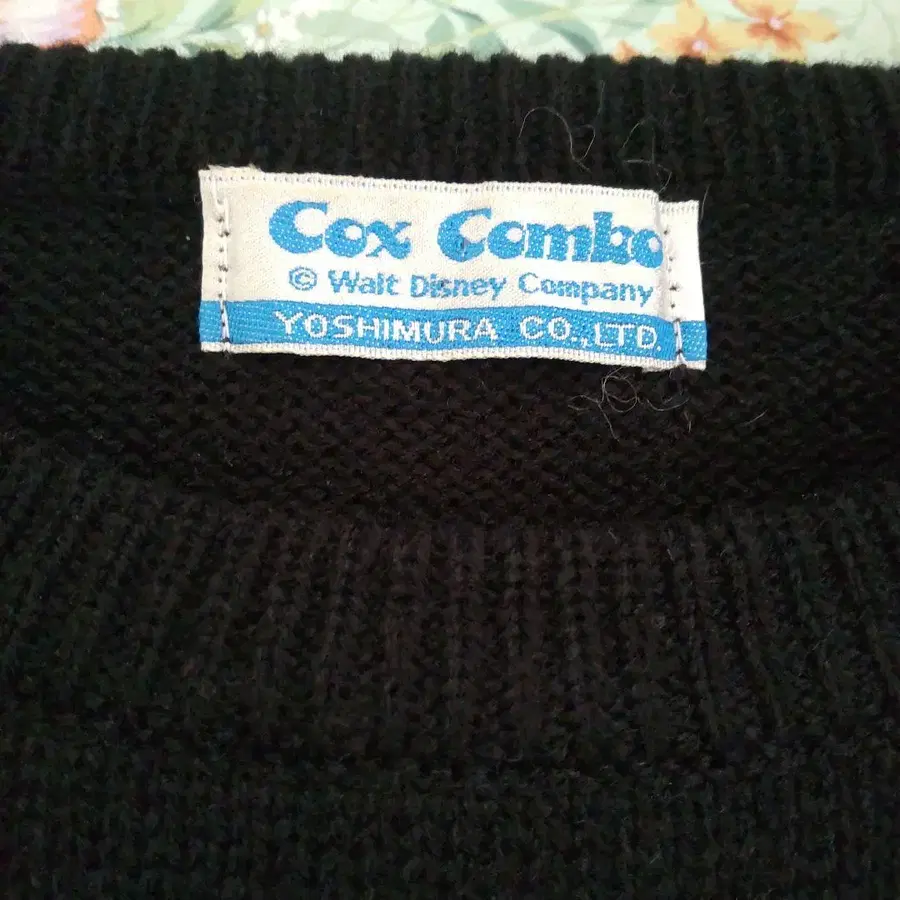 Cox Combo
© Walt Disney Company
YOSHIMURA CO.,LTD.